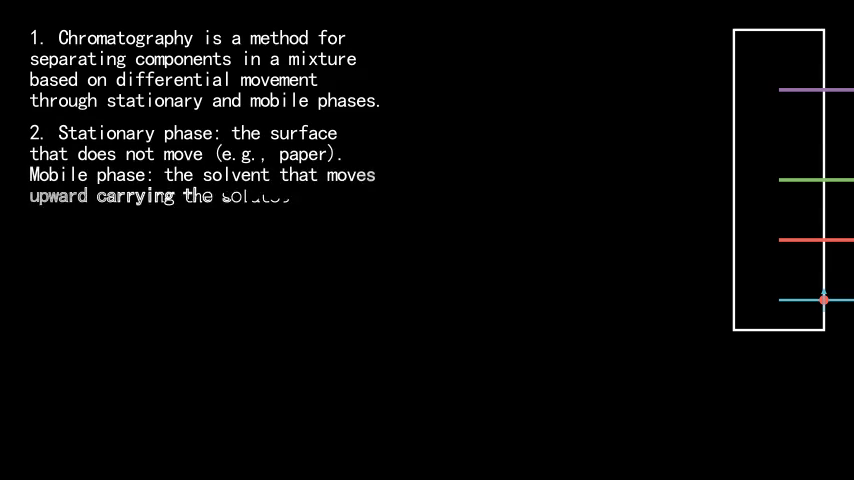 1. Chromatography is a method for
separating components in a mixture
based on differential movement
through stationary and mobile phases.
2. Stationary phase: the surface
that does not move (e.g., paper).
Mobile phase: the solvent that moves
upward carrying the